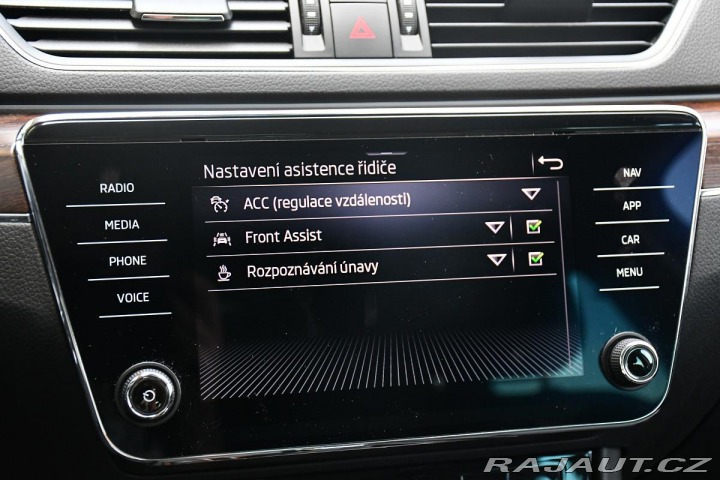 Nastavení asistence řidiče
ACC (regulace vzdálenosti)
Front Assist
Rozpoznávání únavy
RADIO
MEDIA
PHONE
VOICE
NAV
APP
CAR
MENU
RAJAUT.CZ